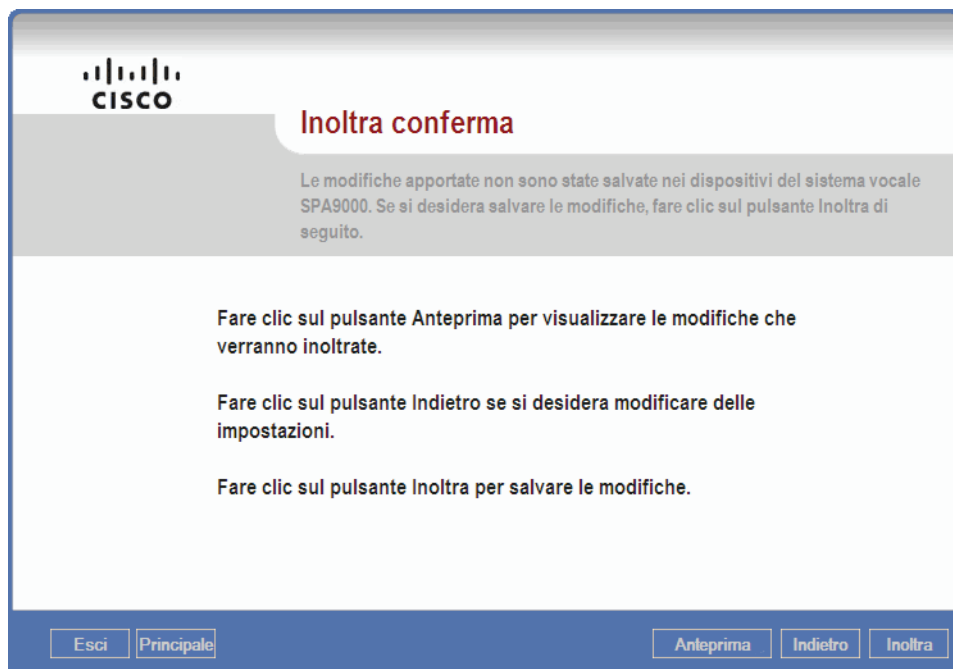 CISCO
Inoltra conferma
Le modifiche apportate non sono state salvate nei dispositivi del sistema vocale
SPA9000. Se si desidera salvare le modifiche, fare clic sul pulsante Inoltra di
seguito.
Fare clic sul pulsante Anteprima per visualizzare le modifiche che
verranno inoltrate.
Fare clic sul pulsante Indietro se si desidera modificare delle
impostazioni.
Fare clic sul pulsante Inoltra per salvare le modifiche.
Esci Principale Anteprima Indietro Inoltra